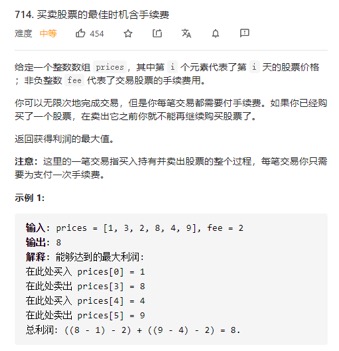 714. 买卖股票的最佳时机含手续费
难度 中等 454
给定一个整数数组 prices，其中第 i 个元素代表了第 i 天的股票价格
；非负整数 fee 代表了交易股票的手续费用。
你可以无限次地完成交易，但是你每笔交易都需要付手续费。如果你已经购
买了一个股票，在卖出它之前你就不能再继续购买股票了。
返回获得利润的最大值。
注意：这里的一笔交易指买入持有并卖出股票的整个过程，每笔交易你只需
要为支付一次手续费。
示例 1:
输入: prices = [1, 3, 2, 8, 4, 9], fee = 2
输出: 8
解释: 能够达到的最大利润:
在此处买入 prices[0] = 1
在此处卖出 prices[3] = 8
在此处买入 prices[4] = 4
在此处卖出 prices[5] = 9
总利润: ((8 - 1) - 2) + ((9 - 4) - 2) = 8.